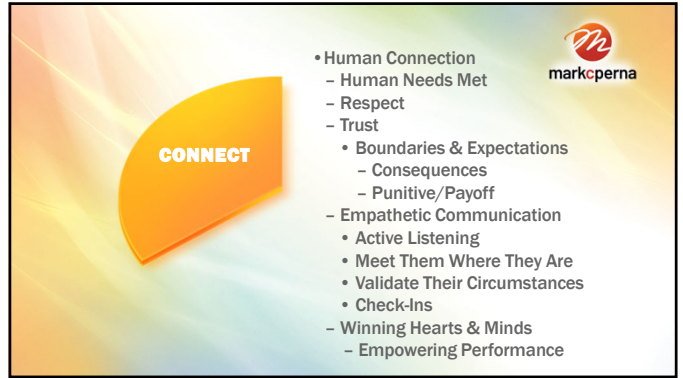 •Human Connection
– Human Needs Met
– Respect
– Trust
• Boundaries & Expectations
– Consequences
– Punitive/Payoff
– Empathetic Communication
• Active Listening
• Meet Them Where They Are
• Validate Their Circumstances
• Check-Ins
– Winning Hearts & Minds
– Empowering Performance
CONNECT
m
markcperna